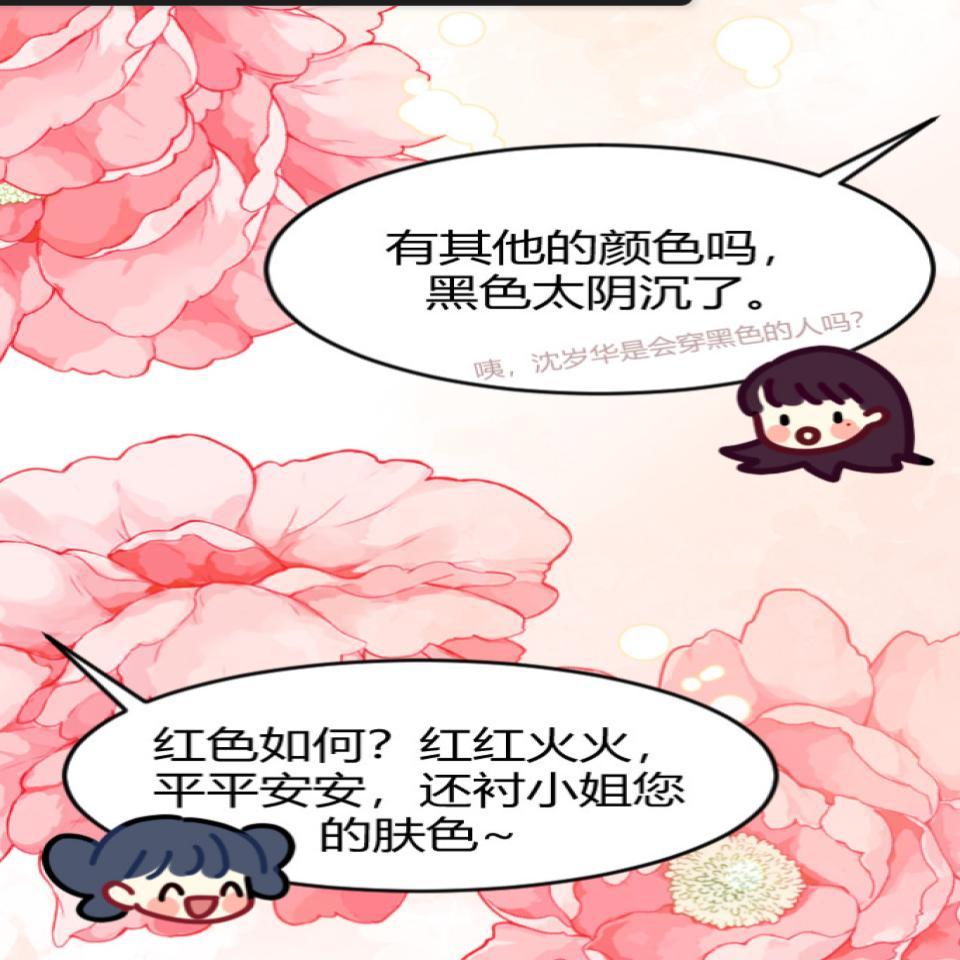 有其他的颜色吗，
黑色太阴沉了。
咦，沈岁华是会穿黑色的人吗？
红色如何？红红火火，
平平安安，还衬小姐您
的肤色~